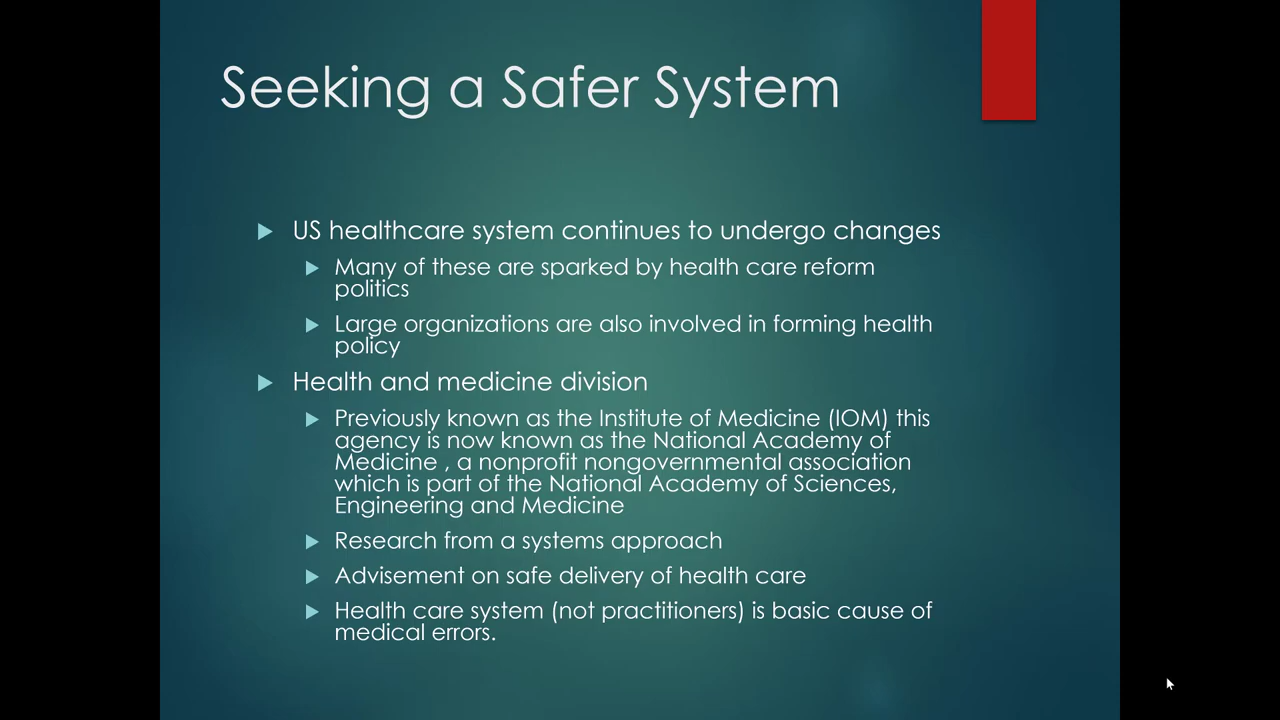 Seeking a Safer System
US healthcare system continues to undergo changes
Many of these are sparked by health care reform
politics
Large organizations are also involved in forming health
policy
Health and medicine division
Previously known as the Institute of Medicine (IOM) this
agency is now known as the National Academy of
Medicine , a nonprofit nongovernmental association
which is part of the National Academy of Sciences,
Engineering and Medicine
Research from a systems approach
Advisement on safe delivery of health care
Health care system (not practitioners) is basic cause of
medical errors.